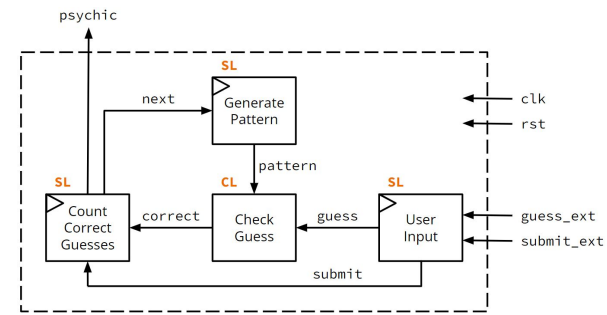 psychic
SL
next
Generate
Pattern
clk
rst
pattern
SL
CL
SL
Count
Correct
Guesses
correct
Check
Guess
guess
User
Input
guess_ext
submit_ext
submit